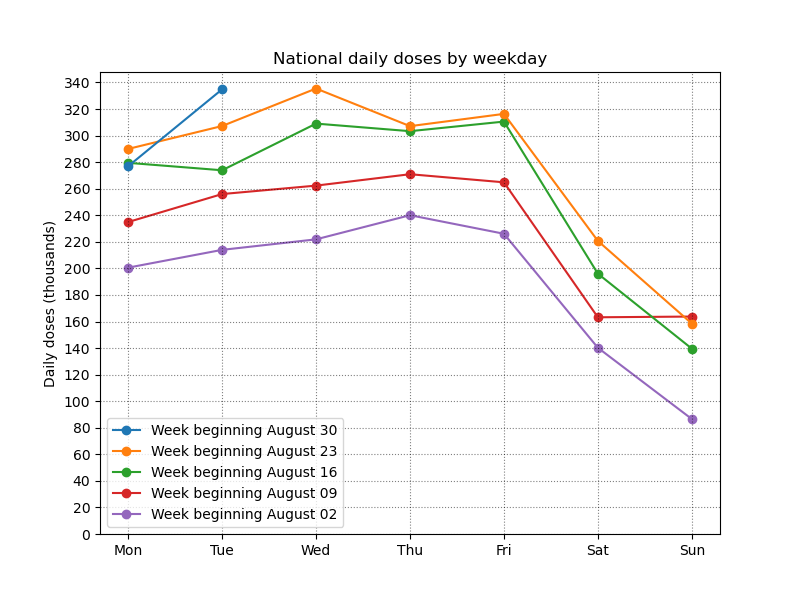 National daily doses by weekday
Daily doses (thousands)
340
320
300
280
260
240
220
200
180
160
140
120
100
80
60
40
20
0
Week beginning August 30
Week beginning August 23
Week beginning August 16
Week beginning August 09
Week beginning August 02
Mon Tue Wed Thu Fri Sat Sun